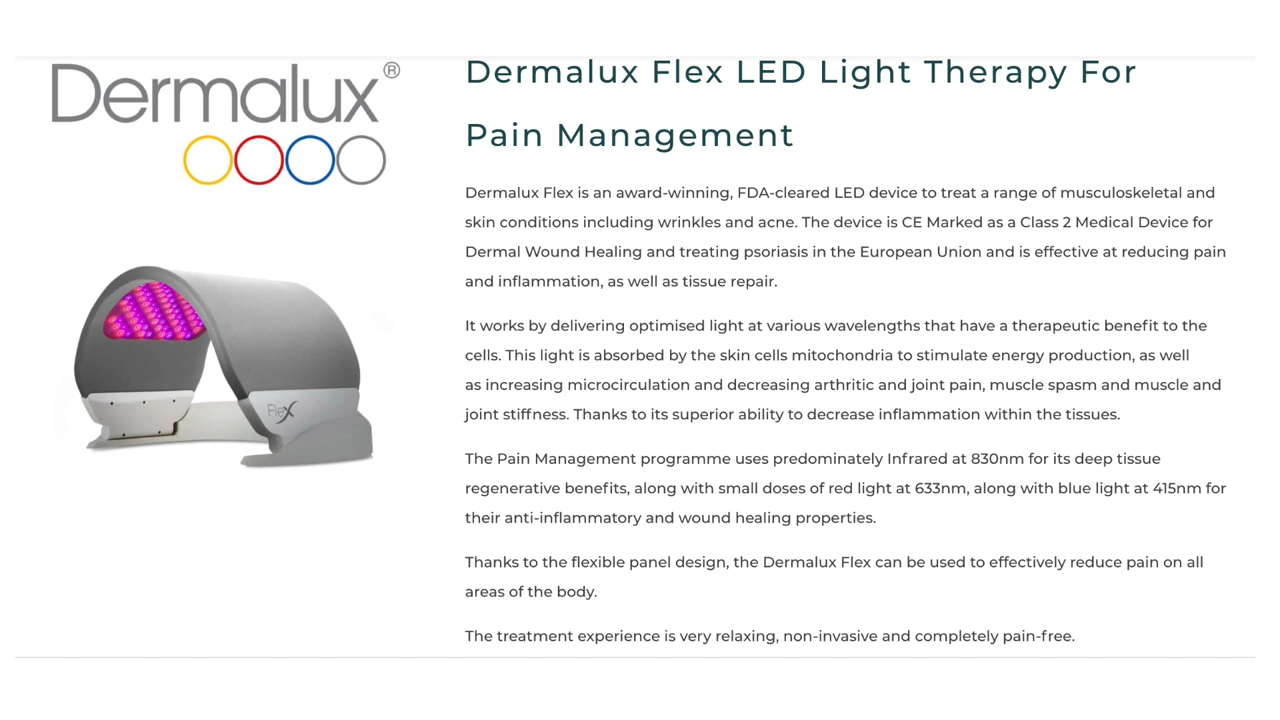 Dermalux®
Dermalux Flex LED Light Therapy For
Pain Management
Dermalux Flex is an award-winning, FDA-cleared LED device to treat a range of musculoskeletal and
skin conditions including wrinkles and acne. The device is CE Marked as a Class 2 Medical Device for
Dermal Wound Healing and treating psoriasis in the European Union and is effective at reducing pain
and inflammation, as well as tissue repair.
It works by delivering optimised light at various wavelengths that have a therapeutic benefit to the
cells. This light is absorbed by the skin cells mitochondria to stimulate energy production, as well
as increasing microcirculation and decreasing arthritic and joint pain, muscle spasm and muscle and
joint stiffness. Thanks to its superior ability to decrease inflammation within the tissues.
The Pain Management programme uses predominately Infrared at 830nm for its deep tissue
regenerative benefits, along with small doses of red light at 633nm, along with blue light at 415nm for
their anti-inflammatory and wound healing properties.
Thanks to the flexible panel design, the Dermalux Flex can be used to effectively reduce pain on all
areas of the body.
The treatment experience is very relaxing, non-invasive and completely pain-free.
Flex